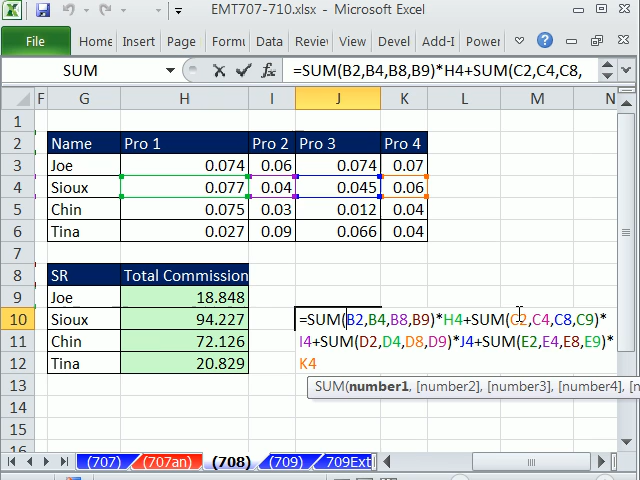 EMT707-710.xlsx - Microsoft Excel
File Home Insert Page Formu Data Revie View Devel Add-I Power
SUM fx =SUM(B2,B4,B8,B9)*H4+SUM(C2,C4,C8,
F G H I J K L M N
1
2 Name Pro 1 Pro 2 Pro 3 Pro 4
3 Joe 0.074 0.06 0.074 0.07
4 Sioux 0.077 0.04 0.045 0.06
5 Chin 0.075 0.03 0.012 0.04
6 Tina 0.027 0.09 0.066 0.04
7
8 SR Total Commission
9 Joe 18.848
10 Sioux 94.227 =SUM(B2,B4,B8,B9)*H4+SUM(C2,C4,C8,C9)*
11 Chin 72.126 I4+SUM(D2,D4,D8,D9)*J4+SUM(E2,E4,E8,E9)*
12 Tina 20.829 K4
13 SUM(number1, [number2], [number3], [number4], [n
14
15
16
(707) (707an) (708) (709) 709Ext